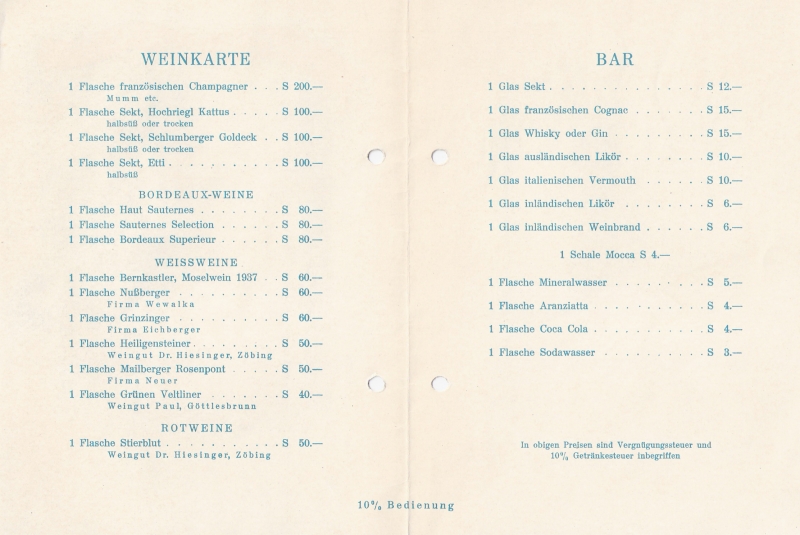 WEINKARTE
1 Flasche französischen Champagner . . . S 200.—
Mumm etc.
1 Flasche Sekt, Hochriegl Kattus . . . . . S 100.—
halbsüß oder trocken
1 Flasche Sekt, Schlumberger Goldeck . . S 100.—
halbsüß oder trocken
1 Flasche Sekt, Etti . . . . . . . . . . . S 100.—
halbsüß
BORDEAUX-WEINE
1 Flasche Haut Sauternes . . . . . . . . S 80.—
1 Flasche Sauternes Selection . . . . . . S 80.—
1 Flasche Bordeaux Superieur . . . . . . S 80.—
WEISSWEINE
1 Flasche Bernkastler, Moselwein 1937 . . S 60.—
1 Flasche Nußberger . . . . . . . . . . S 60.—
Firma Wewalka
1 Flasche Grinzinger . . . . . . . . . . S 60.—
Firma Eichberger
1 Flasche Heiligensteiner . . . . . . . . . S 50.—
Weingut Dr. Hiesinger, Zöbing
1 Flasche Mailberger Rosenpont . . . . . S 50.—
Firma Neuer
1 Flasche Grünen Veltliner . . . . . . . S 40.—
Weingut Paul, Göttlesbrunn
ROTWEINE
1 Flasche Stierblut . . . . . . . . . . . S 50.—
Weingut Dr. Hiesinger, Zöbing
BAR
1 Glas Sekt . . . . . . . . . . . . . . . S 12.—
1 Glas französischen Cognac . . . . . . . S 15.—
1 Glas Whisky oder Gin . . . . . . . . . S 15.—
1 Glas ausländischen Likör . . . . . . . . S 10.—
1 Glas italienischen Vermouth . . . . . . S 10.—
1 Glas inländischen Likör . . . . . . . . S 6.—
1 Glas inländischen Weinbrand . . . . . . S 6.—
1 Schale Mocca S 4.—
1 Flasche Mineralwasser . . . . . . . . . S 5.—
1 Flasche Aranziatta . . . . . . . . . . . S 4.—
1 Flasche Coca Cola . . . . . . . . . . . S 4.—
1 Flasche Sodawasser . . . . . . . . . . S 3.—
In obigen Preisen sind Vergnügungssteuer und
10% Getränkesteuer inbegriffen
10% Bedienung